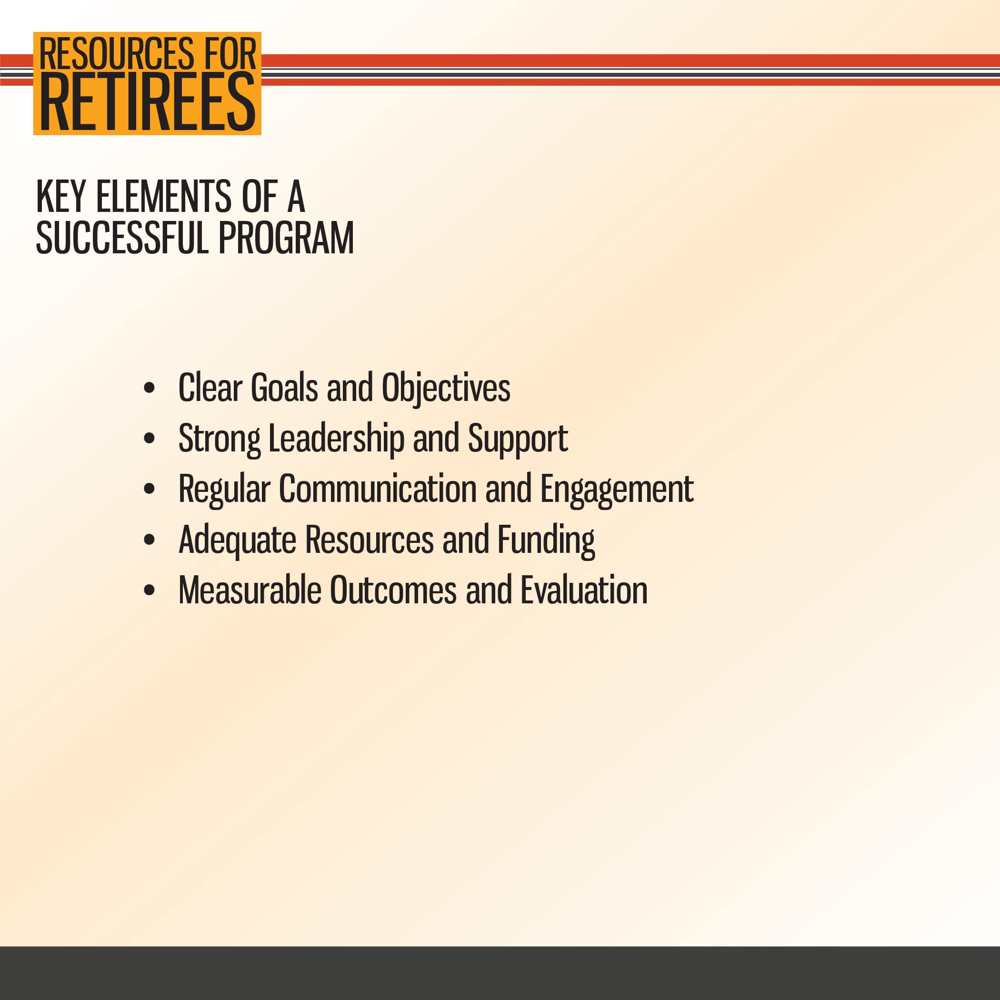 RESOURCES FOR
RETIREES
KEY ELEMENTS OF A
SUCCESSFUL PROGRAM
• Clear Goals and Objectives
• Strong Leadership and Support
• Regular Communication and Engagement
• Adequate Resources and Funding
• Measurable Outcomes and Evaluation